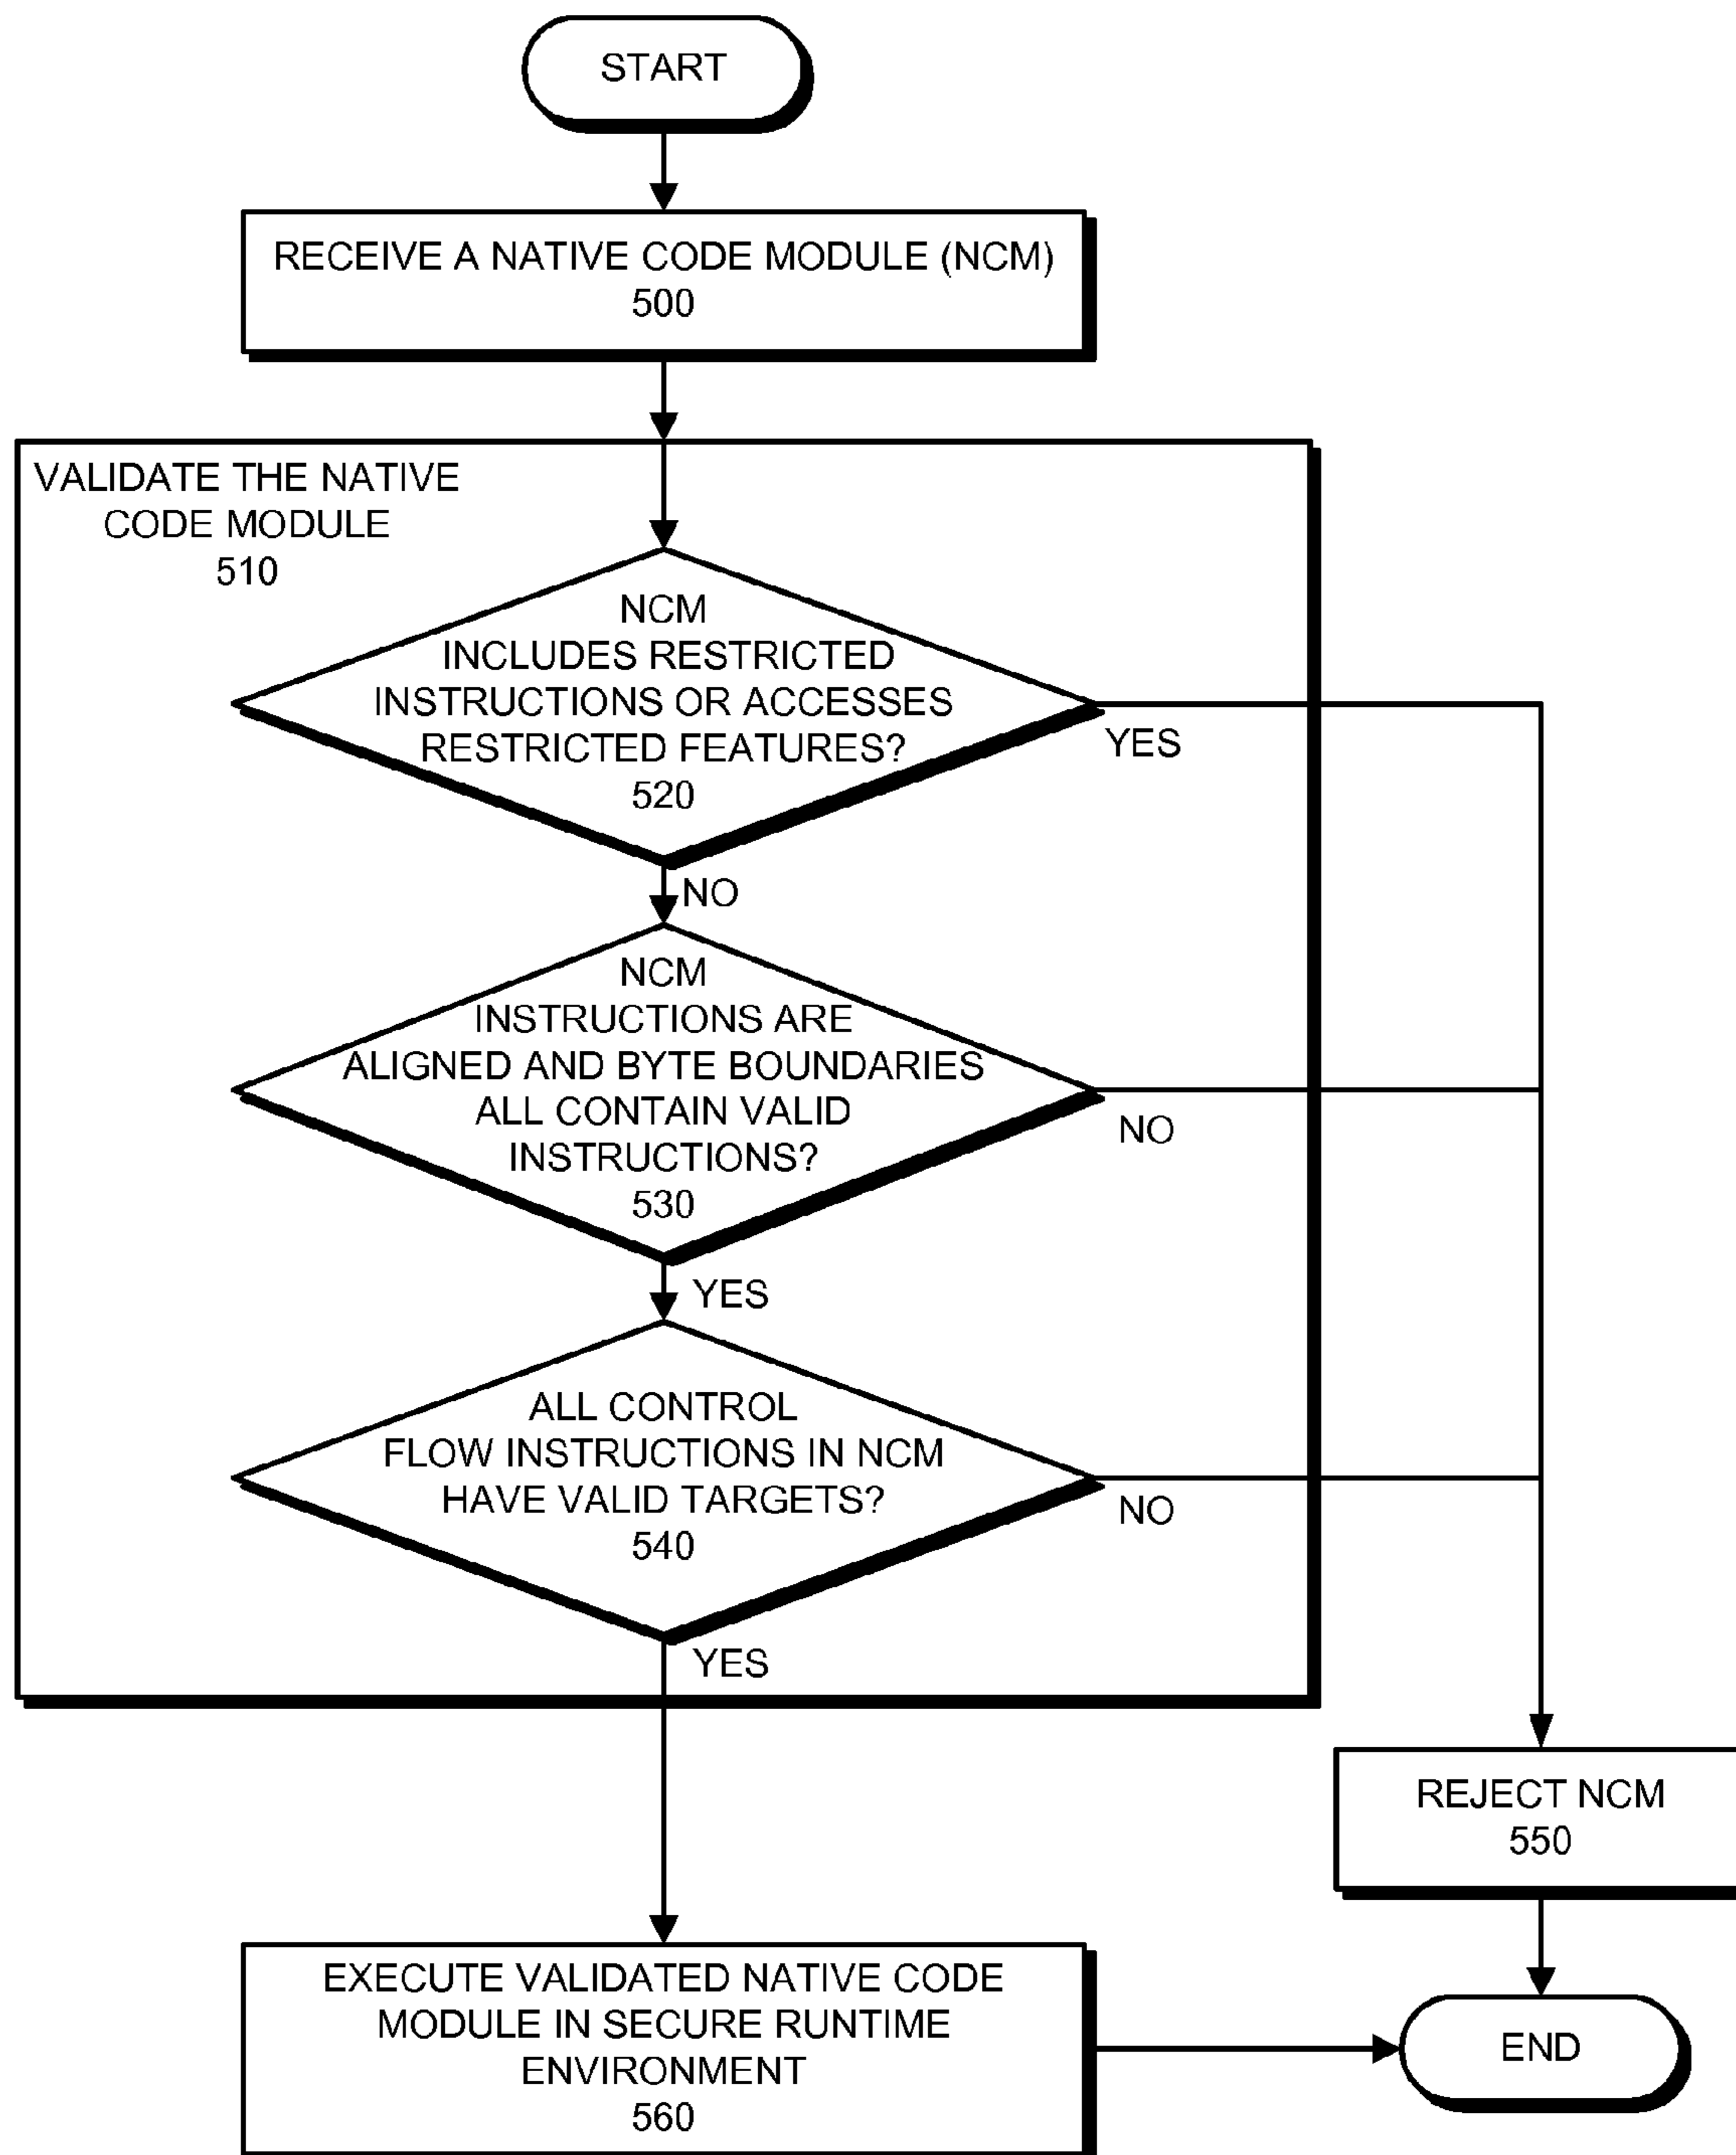 START
RECEIVE A NATIVE CODE MODULE (NCM)
500
VALIDATE THE NATIVE
CODE MODULE
510
NCM
INCLUDES RESTRICTED
INSTRUCTIONS OR ACCESSES
RESTRICTED FEATURES?
520
YES
NO
NCM
INSTRUCTIONS ARE
ALIGNED AND BYTE BOUNDARIES
ALL CONTAIN VALID
INSTRUCTIONS?
530
NO
YES
ALL CONTROL
FLOW INSTRUCTIONS IN NCM
HAVE VALID TARGETS?
540
NO
YES
REJECT NCM
550
EXECUTE VALIDATED NATIVE CODE
MODULE IN SECURE RUNTIME
ENVIRONMENT
560
END